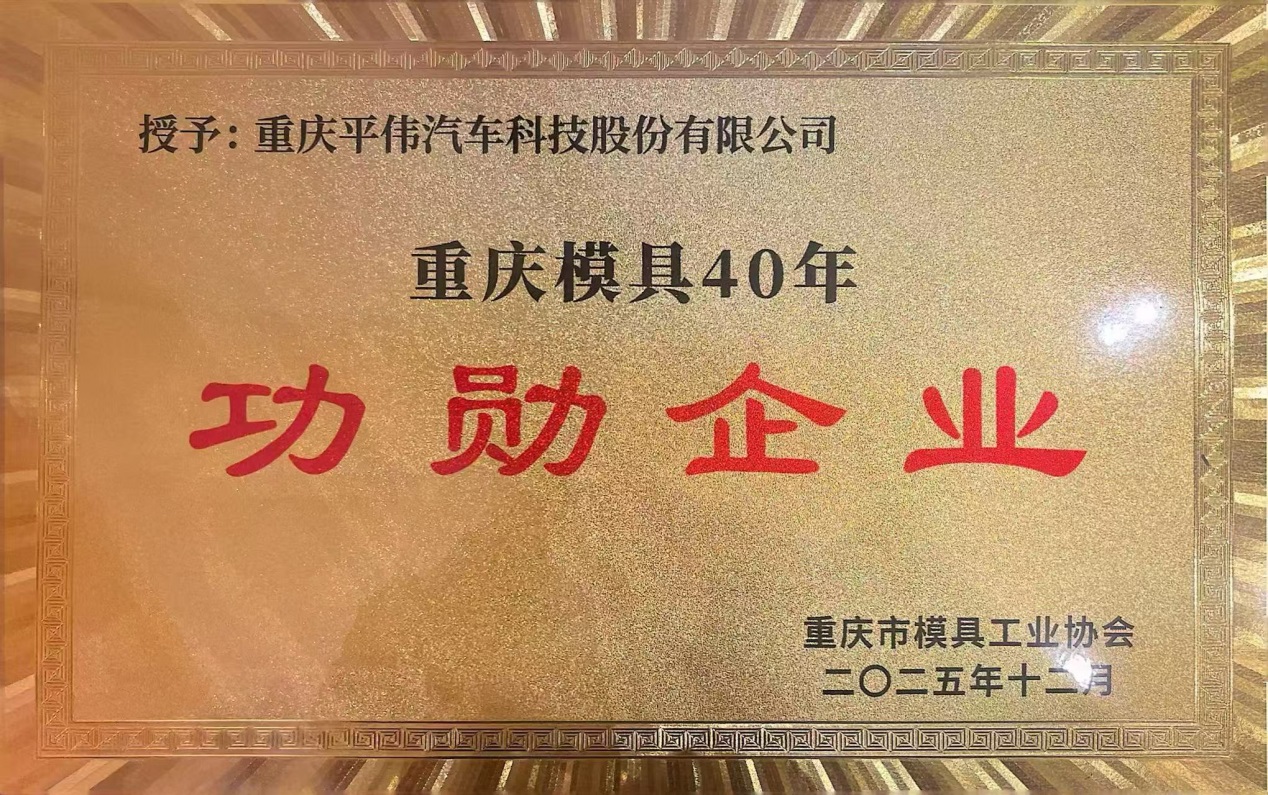 授予：重庆平伟汽车科技股份有限公司
重庆模具40年
功勋企业
重庆市模具工业协会
二〇二五年十二月